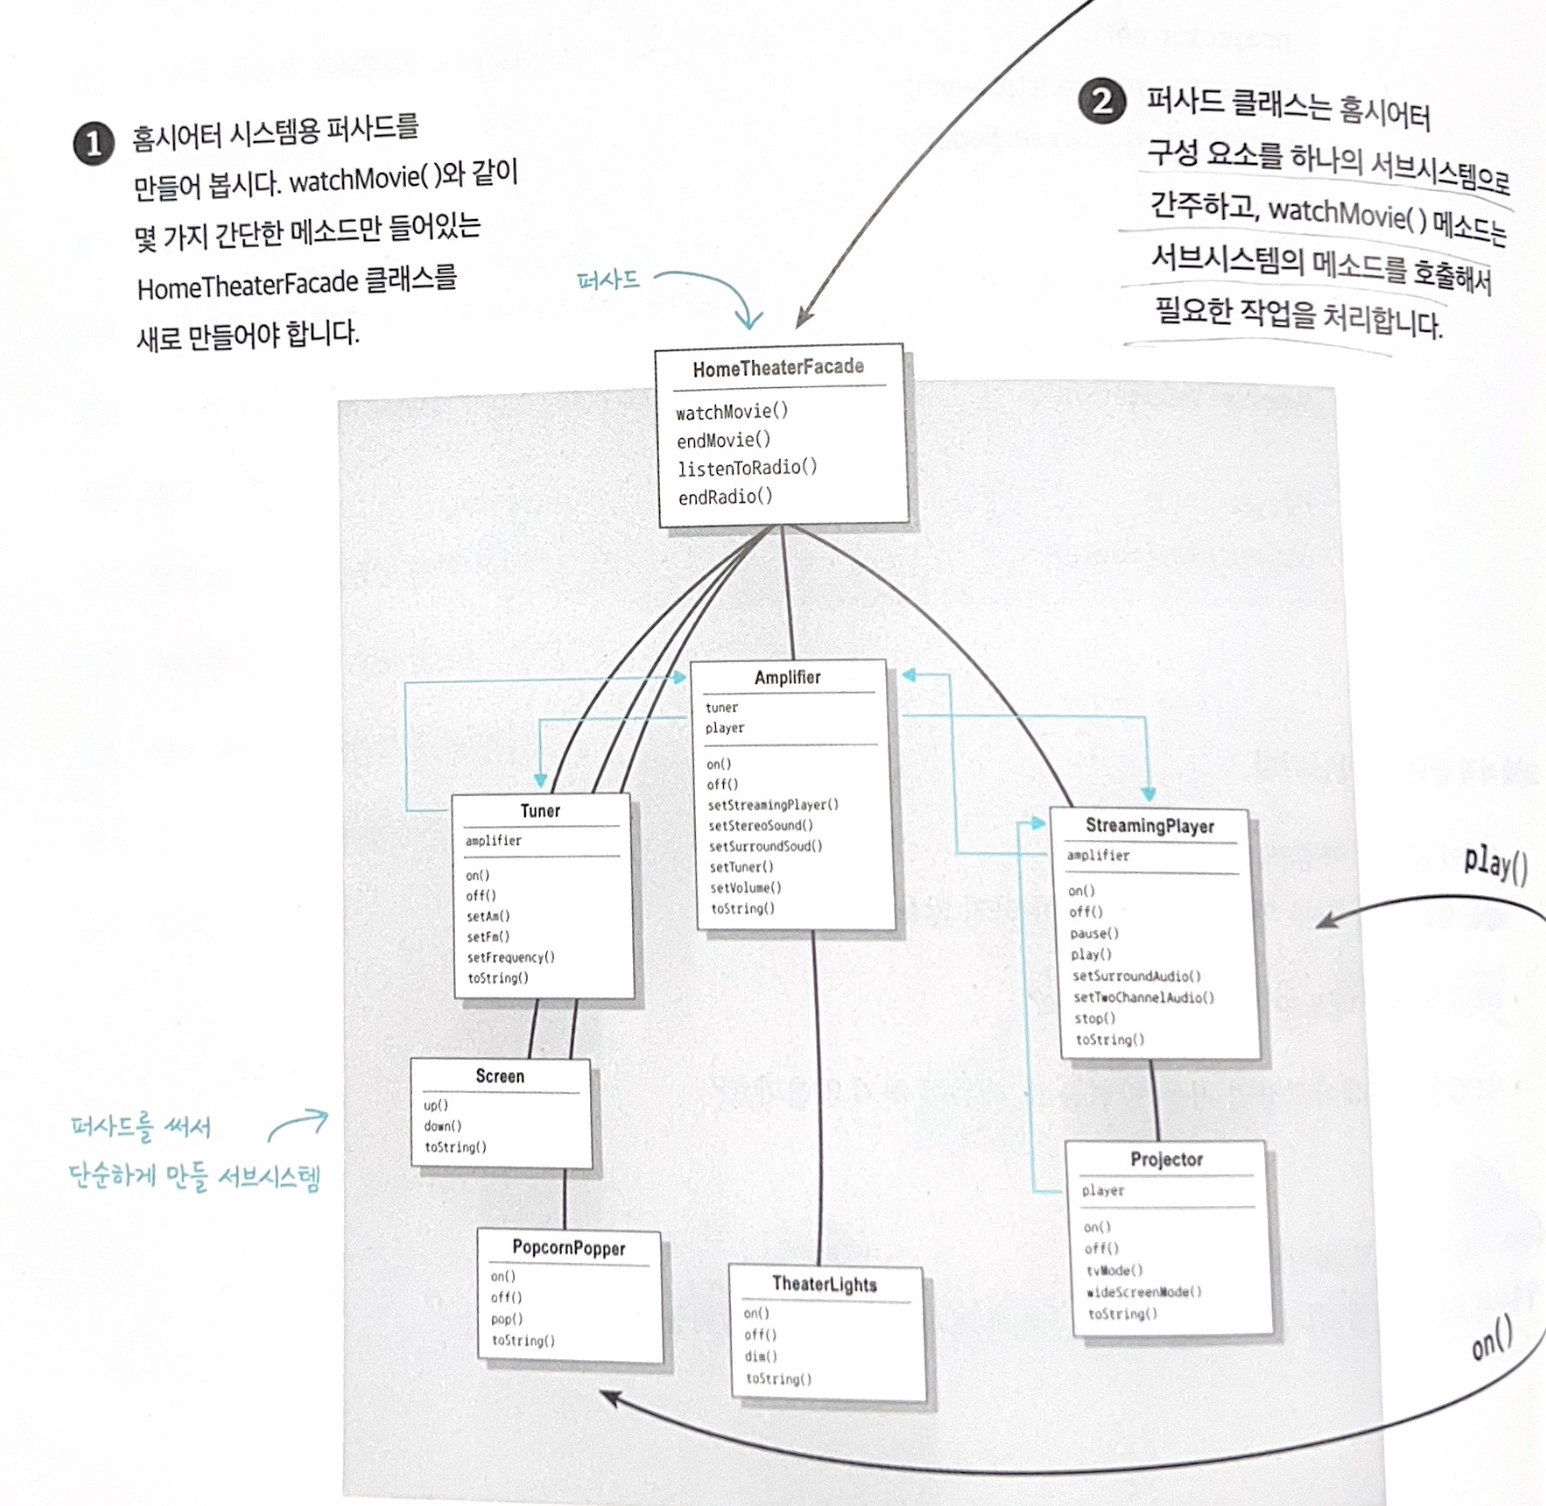 1 홈시어터 시스템용 퍼사드를
만들어 봅시다. watchMovie( )와 같이
몇 가지 간단한 메소드만 들어있는
HomeTheaterFacade 클래스를
새로 만들어야 합니다.
2 퍼사드 클래스는 홈시어터
구성 요소를 하나의 서브시스템으로
간주하고, watchMovie( ) 메소드는
서브시스템의 메소드를 호출해서
필요한 작업을 처리합니다.
퍼사드
HomeTheaterFacade
watchMovie()
endMovie()
listenToRadio()
endRadio()
Amplifier
tuner
player
on()
off()
setStreamingPlayer()
setStereoSound()
setSurroundSoud()
setTuner()
setVolume()
toString()
Tuner
amplifier
on()
off()
setAm()
setFm()
setFrequency()
toString()
StreamingPlayer
amplifier
on()
off()
pause()
play()
setSurroundAudio()
setTwoChannelAudio()
stop()
toString()
play()
Screen
up()
down()
toString()
퍼사드를 써서
단순하게 만들 서브시스템
PopcornPopper
on()
off()
pop()
toString()
TheaterLights
on()
off()
dim()
toString()
Projector
player
on()
off()
tvMode()
wideScreenMode()
toString()
on()